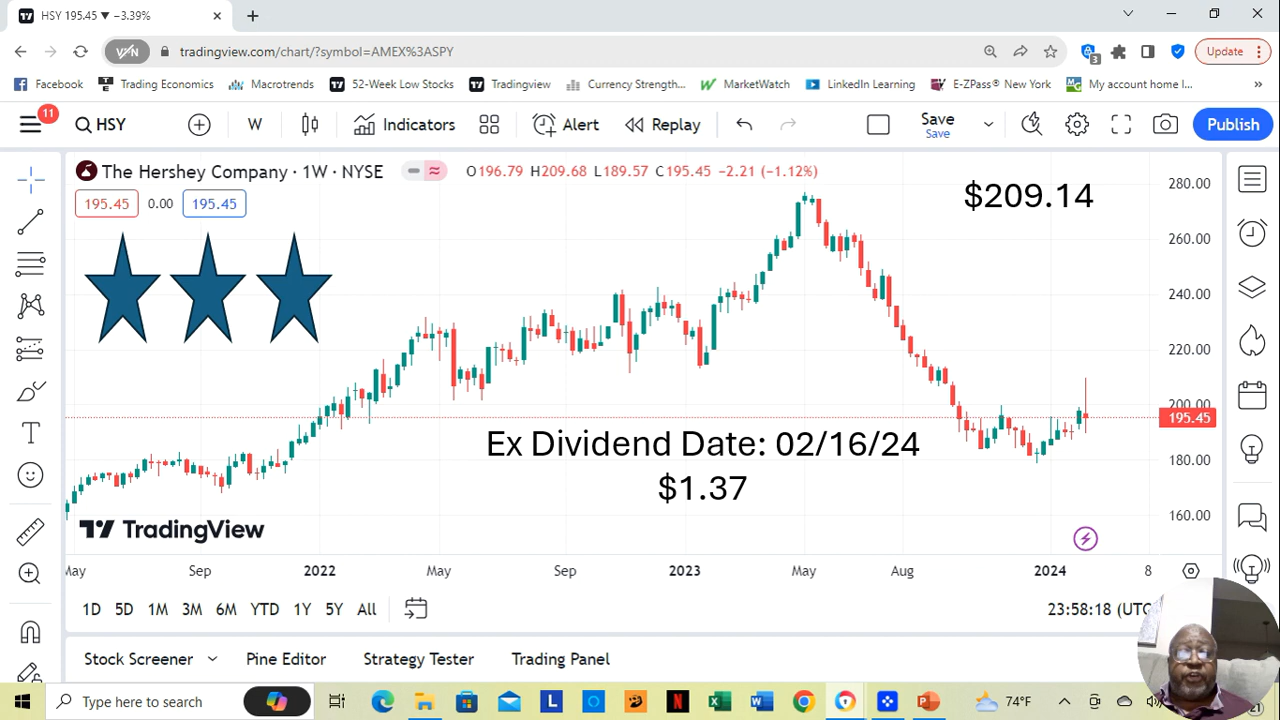 HSY 195.45 ▼ −3.39%
tradingview.com/chart/?symbol=AMEX%3ASPY
3
Update
Facebook Trading Economics Macrotrends 52-Week Low Stocks Tradingview Currency Strength... MarketWatch LinkedIn Learning E-ZPass® New York My account home l...
11
HSY W Indicators Alert Replay Save Publish
Save
The Hershey Company · 1W · NYSE O196.79 H209.68 L189.57 C195.45 −2.21 (−1.12%)
195.45 0.00 195.45
$209.14
280.00
260.00
240.00
220.00
200.00
195.45
180.00
160.00
Ex Dividend Date: 02/16/24
$1.37
TradingView
May Sep 2022 May Sep 2023 May Aug 2024 8
1D 5D 1M 3M 6M YTD 1Y 5Y All 23:58:18 (UTC
Stock Screener Pine Editor Strategy Tester Trading Panel
Type here to search 74°F
21